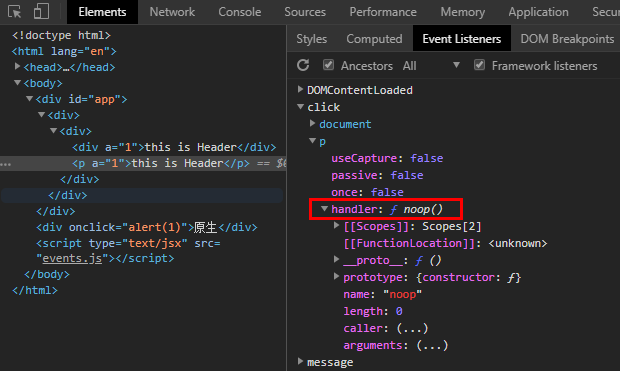 Elements Console Sources Performance Memory Application Secu
<!doctype html>
<html lang="en">
<head>…</head>
<body>
<div id="app">
<div>
<div>
<div a="1">this is Header</div>
<p a="1">this is Header</p> == $0
</div>
</div>
</div>
<div onclick="alert(1)">原生</div>
<script type="text/jsx" src=
"events.js"></script>
</body>
</html>
Styles Computed Event Listeners DOM Breakpoints
Ancestors All Framework listeners
DOMContentLoaded
click
document
p
useCapture: false
passive: false
once: false
handler: ƒ noop()
[[Scopes]]: Scopes[2]
[[FunctionLocation]]: <unknown>
__proto__: ƒ ()
prototype: {constructor: ƒ}
name: "noop"
length: 0
caller: (...)
arguments: (...)
message